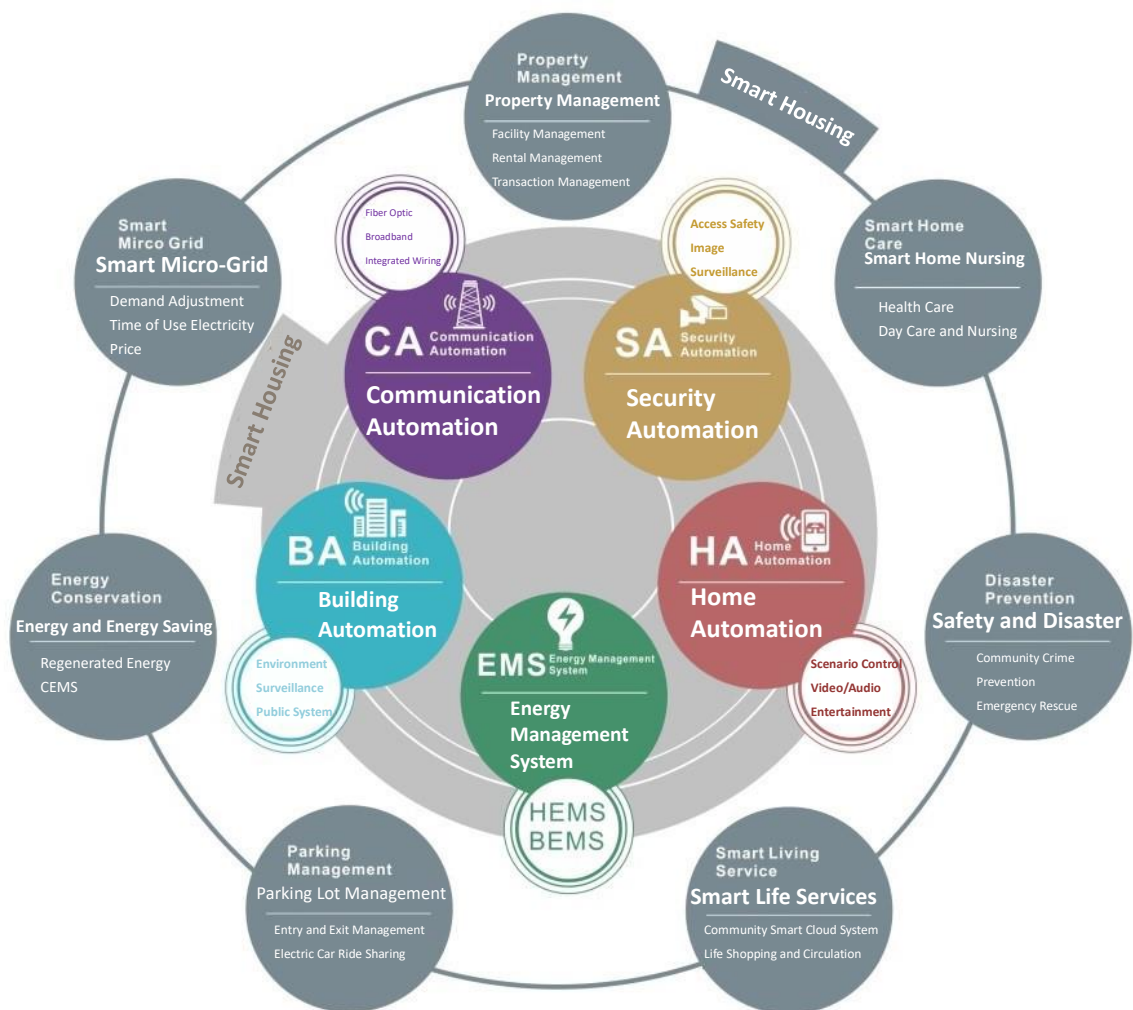 Property
Management
Property Management
Facility Management
Rental Management
Transaction Management
Smart Housing
Smart
Mirco Grid
Smart Micro-Grid
Demand Adjustment
Time of Use Electricity
Price
Fiber Optic
Broadband
Integrated Wiring
Access Safety
Image
Surveillance
Smart Home
Care
Smart Home Nursing
Health Care
Day Care and Nursing
Smart Housing
CA Communication
Automation
Communication
Automation
SA Security
Automation
Security
Automation
BA Building
Automation
Building
Automation
HA Home
Automation
Home
Automation
EMS Energy Management
System
Energy
Management
System
Energy
Conservation
Energy and Energy Saving
Regenerated Energy
CEMS
Environment
Surveillance
Public System
Scenario Control
Video/Audio
Entertainment
Disaster
Prevention
Safety and Disaster
Community Crime
Prevention
Emergency Rescue
HEMS
BEMS
Parking
Management
Parking Lot Management
Entry and Exit Management
Electric Car Ride Sharing
Smart Living
Service
Smart Life Services
Community Smart Cloud System
Life Shopping and Circulation